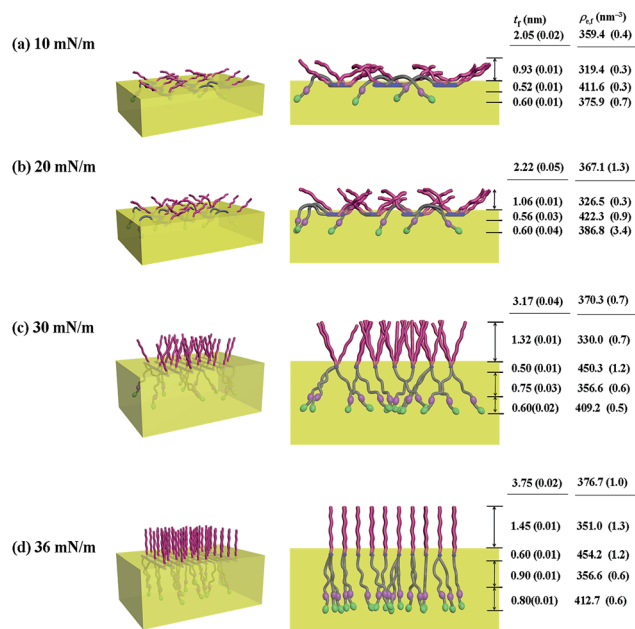 t_f (nm) ρ_e,f (nm⁻³)
(a) 10 mN/m 2.05 (0.02) 359.4 (0.4)
0.93 (0.01) 319.4 (0.3)
0.52 (0.01) 411.6 (0.3)
0.60 (0.01) 375.9 (0.7)
(b) 20 mN/m 2.22 (0.05) 367.1 (1.3)
1.06 (0.01) 326.5 (0.3)
0.56 (0.03) 422.3 (0.9)
0.60 (0.04) 386.8 (3.4)
3.17 (0.04) 370.3 (0.7)
(c) 30 mN/m
1.32 (0.01) 330.0 (0.7)
0.50 (0.01) 450.3 (1.2)
0.75 (0.03) 356.6 (0.6)
0.60(0.02) 409.2 (0.5)
3.75 (0.02) 376.7 (1.0)
1.45 (0.01) 351.0 (1.3)
(d) 36 mN/m 0.60 (0.01) 454.2 (1.2)
0.90 (0.01) 356.6 (0.6)
0.80(0.01) 412.7 (0.6)